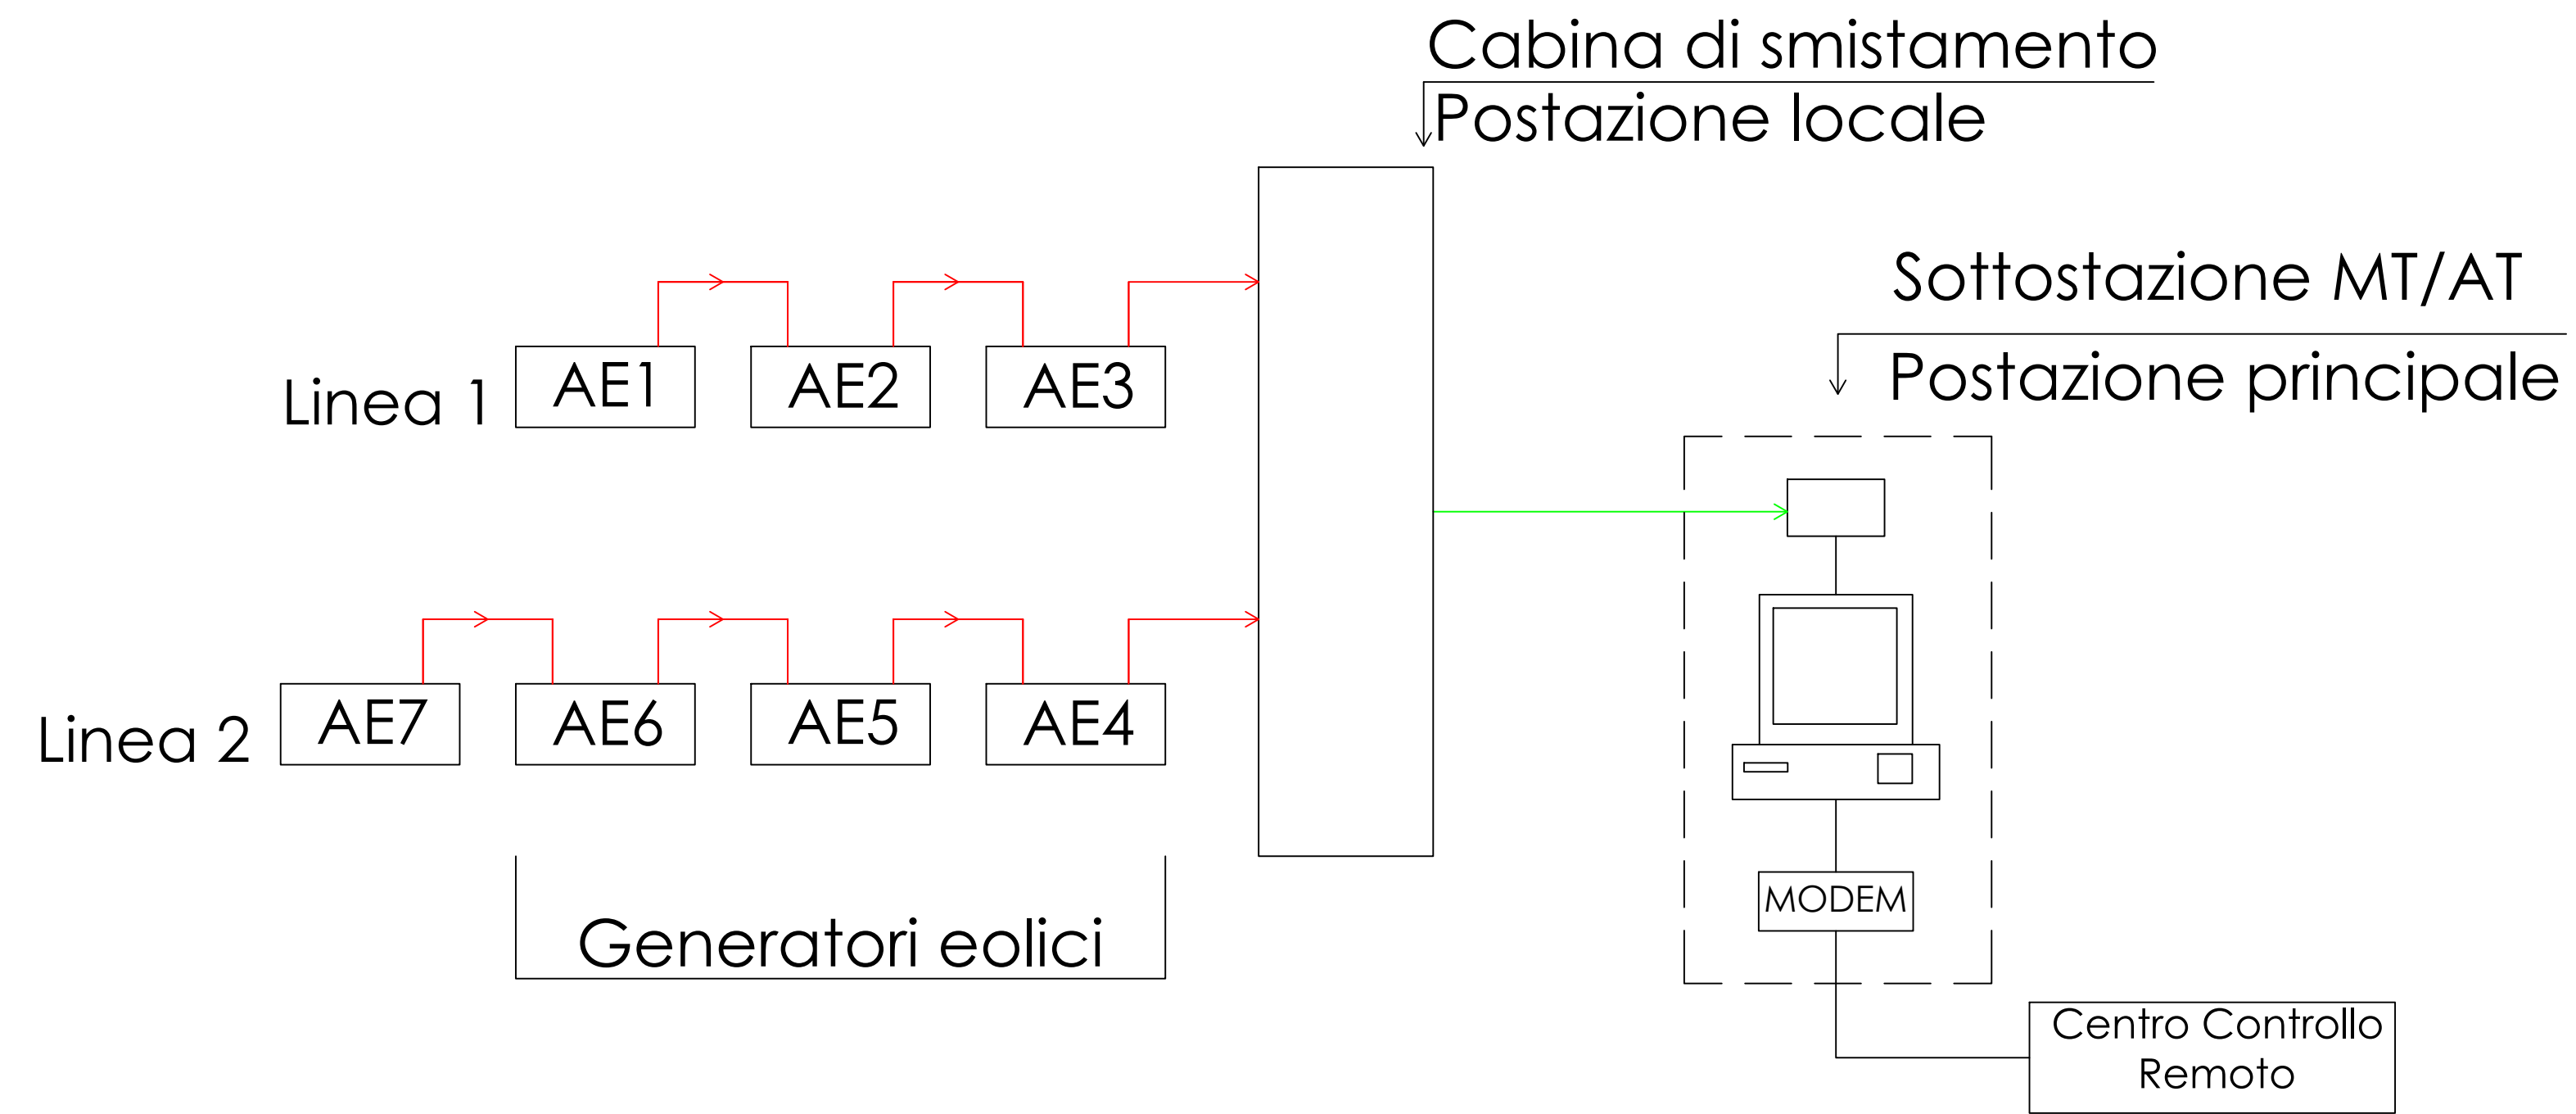 Cabina di smistamento
Postazione locale
Sottostazione MT/AT
Postazione principale
Linea 1
AE1
AE2
AE3
Linea 2
AE7
AE6
AE5
AE4
MODEM
Generatori eolici
Centro Controllo
Remoto